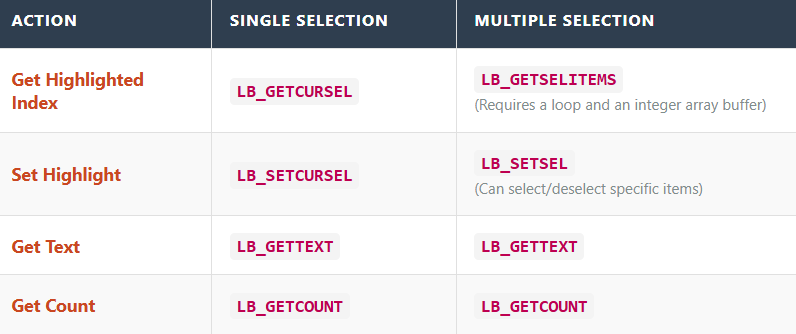 ACTION SINGLE SELECTION MULTIPLE SELECTION
Get Highlighted
Index
LB_GETCURSEL
LB_GETSELITEMS
(Requires a loop and an integer array buffer)
Set Highlight
LB_SETCURSEL
LB_SETSEL
(Can select/deselect specific items)
Get Text LB_GETTEXT LB_GETTEXT
Get Count LB_GETCOUNT LB_GETCOUNT